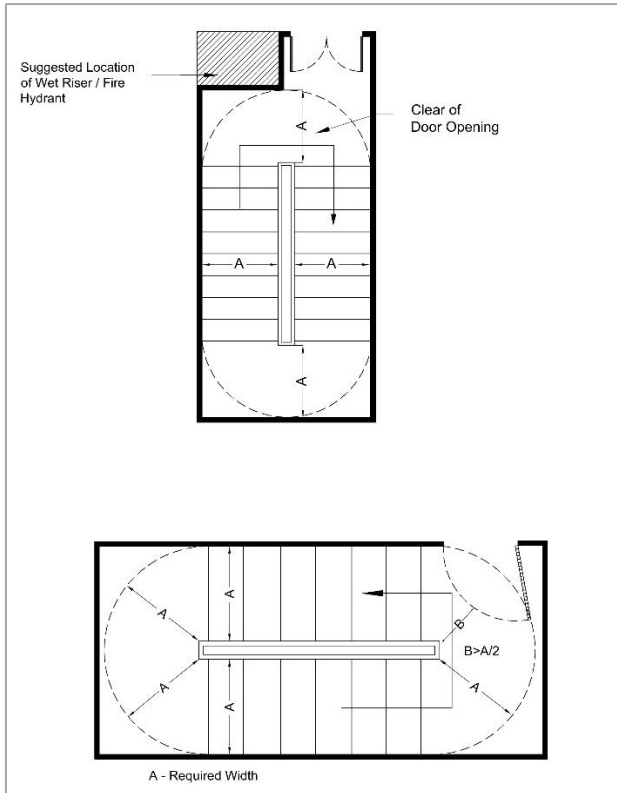 Suggested Location
of Wet Riser / Fire
Hydrant
Clear of
Door Opening
A
A
A
A
A
A
A
A
B
B>A/2
A
A
A - Required Width